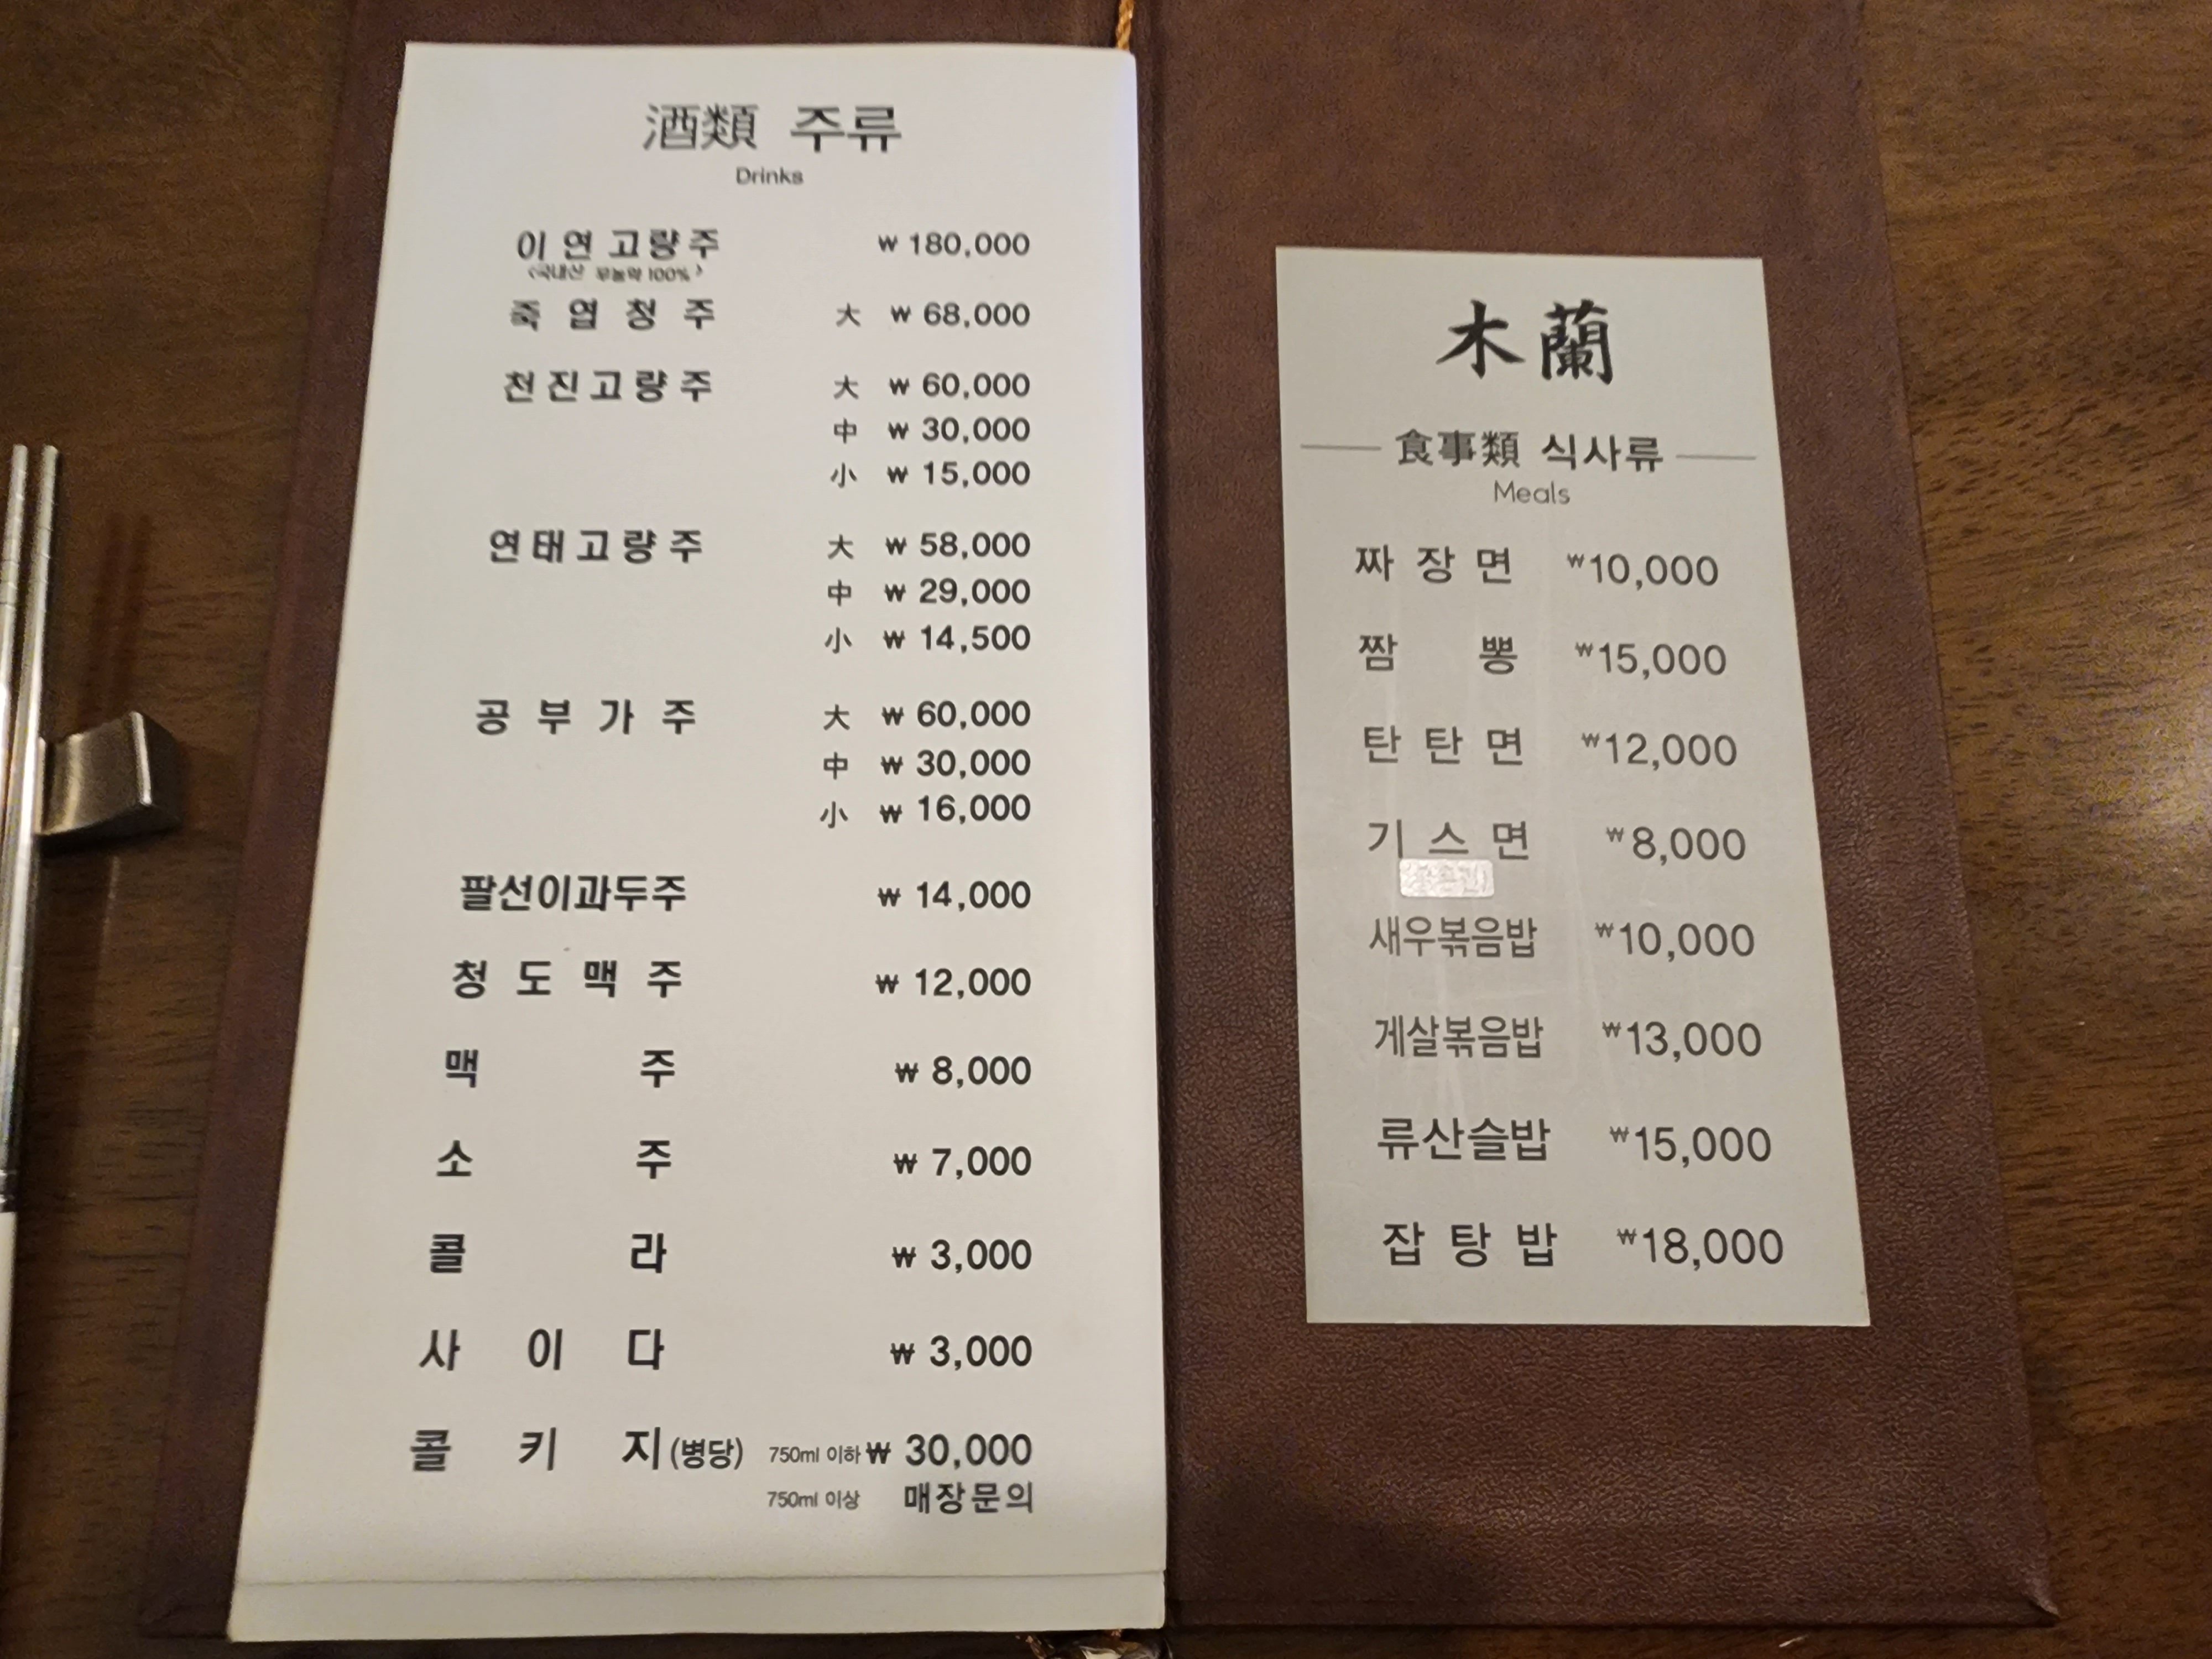 酒類 주류
Drinks
이연고량주 ₩ 180,000
<국내산 무농약 100%>
죽엽청주 大 ₩ 68,000
천진고량주 大 ₩ 60,000
中 ₩ 30,000
小 ₩ 15,000
연태고량주 大 ₩ 58,000
中 ₩ 29,000
小 ₩ 14,500
공부가주 大 ₩ 60,000
中 ₩ 30,000
小 ₩ 16,000
팔선이과두주 ₩ 14,000
청도맥주 ₩ 12,000
맥주 ₩ 8,000
소주 ₩ 7,000
콜라 ₩ 3,000
사이다 ₩ 3,000
콜키지(병당) 750ml 이하 ₩ 30,000
750ml 이상 매장문의
木蘭
食事類 식사류
Meals
짜장면 ₩10,000
짬뽕 ₩15,000
탄탄면 ₩12,000
기스면 ₩8,000
새우볶음밥 ₩10,000
게살볶음밥 ₩13,000
류산슬밥 ₩15,000
잡탕밥 ₩18,000